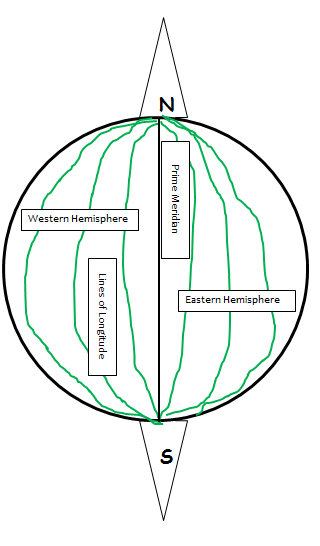 N
Prime Meridian
Western Hemisphere
Lines of Longitude
Eastern Hemisphere
S